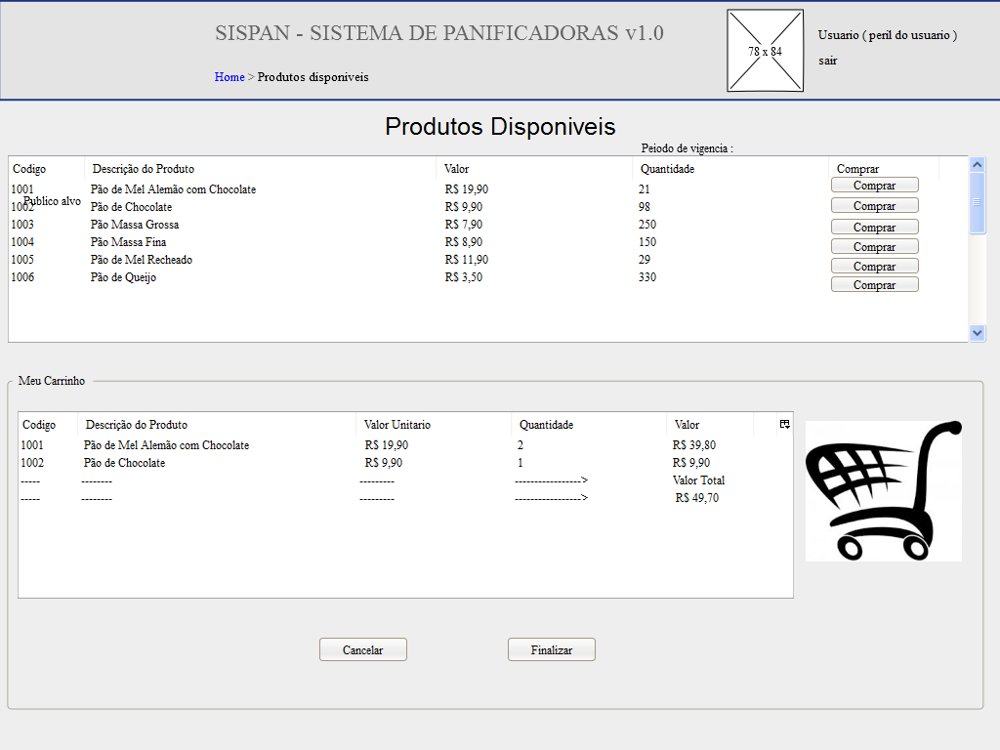 SISPAN - SISTEMA DE PANIFICADORAS v1.0
78 x 84
Usuario ( peril do usuario )
sair
Home > Produtos disponiveis
Produtos Disponiveis
Peiodo de vigencia :
Codigo Descrição do Produto Valor Quantidade Comprar
1001 Pão de Mel Alemão com Chocolate R$ 19,90 21 Comprar
Publico alvo
1002 Pão de Chocolate R$ 9,90 98 Comprar
1003 Pão Massa Grossa R$ 7,90 250 Comprar
1004 Pão Massa Fina R$ 8,90 150 Comprar
1005 Pão de Mel Recheado R$ 11,90 29 Comprar
1006 Pão de Queijo R$ 3,50 330 Comprar
Meu Carrinho
Codigo Descrição do Produto Valor Unitario Quantidade Valor
1001 Pão de Mel Alemão com Chocolate R$ 19,90 2 R$ 39,80
1002 Pão de Chocolate R$ 9,90 1 R$ 9,90
----- -------- --------- -----------------> Valor Total
----- -------- --------- -----------------> R$ 49,70
Cancelar Finalizar